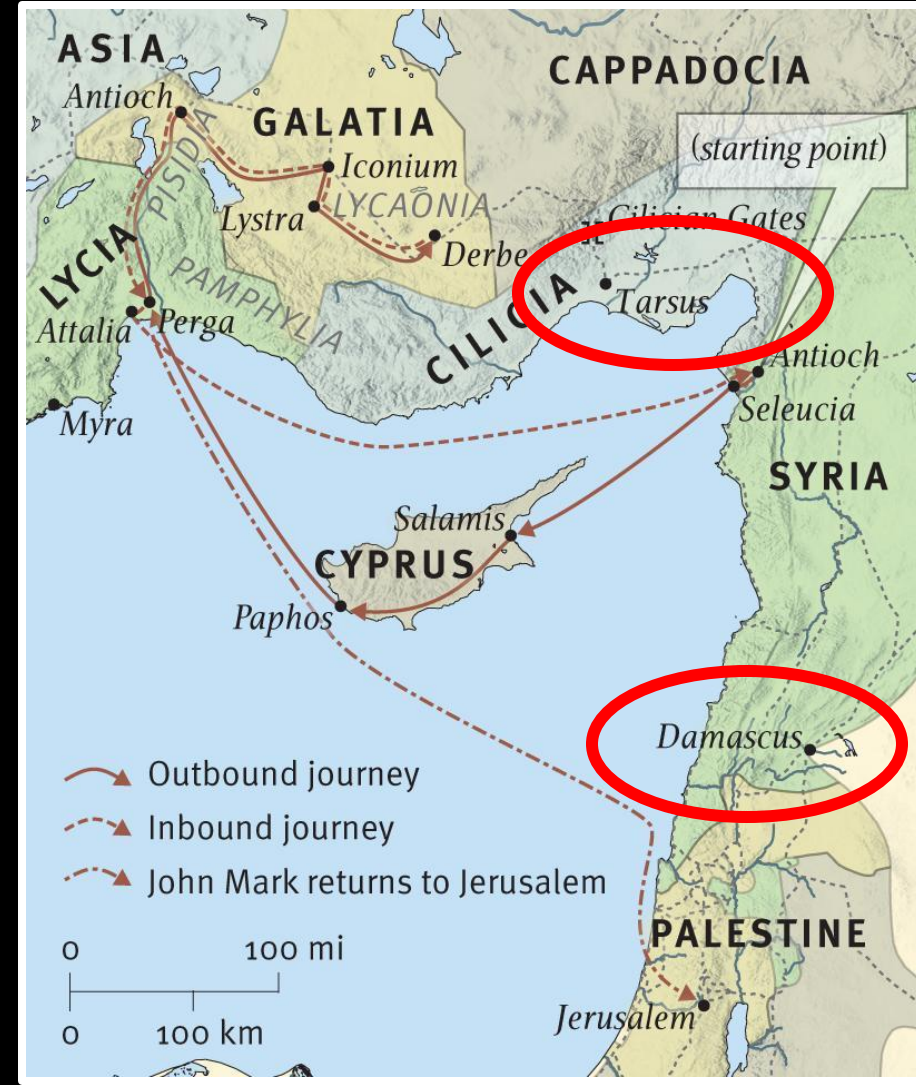 ASIA
CAPPADOCIA
Antioch
GALATIA
(starting point)
PISIDIA
Iconium
LYCAONIA
Lystra
Cilician Gates
Derbe
LYCIA
PAMPHYLIA
CILICIA
Tarsus
Attalia
Perga
Antioch
Seleucia
Myra
SYRIA
Salamis
CYPRUS
Paphos
Damascus
Outbound journey
Inbound journey
John Mark returns to Jerusalem
PALESTINE
0 100 mi
0 100 km
Jerusalem